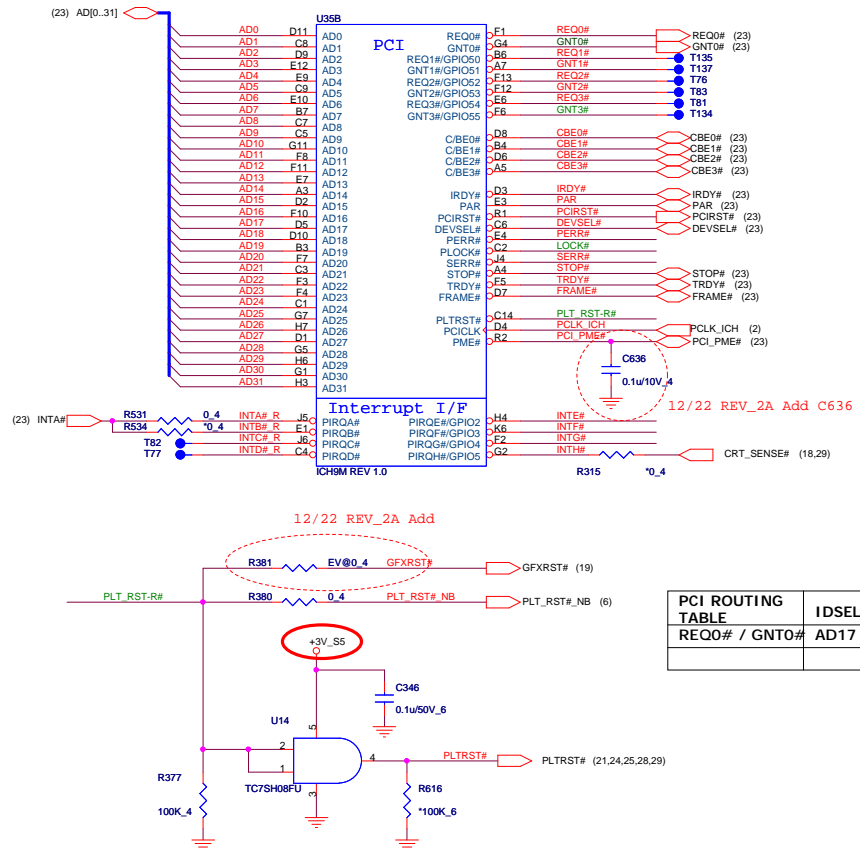 (23) AD[0..31]
U35B
PCI
AD0 D11 AD0 REQ0# F1 REQ0# REQ0# (23)
AD1 C8 AD1 GNT0# G4 GNT0# GNT0# (23)
AD2 D9 AD2 REQ1#/GPIO50 B6 REQ1# T135
AD3 E12 AD3 GNT1#/GPIO51 A7 GNT1# T137
AD4 E9 AD4 REQ2#/GPIO52 F13 REQ2# T76
AD5 C9 AD5 GNT2#/GPIO53 F12 GNT2# T83
AD6 E10 AD6 REQ3#/GPIO54 E6 REQ3# T81
AD7 B7 AD7 GNT3#/GPIO55 F6 GNT3# T134
AD8 C7 AD8
AD9 C5 AD9 C/BE0# D8 CBE0# CBE0# (23)
AD10 G11 AD10 C/BE1# B4 CBE1# CBE1# (23)
AD11 F8 AD11 C/BE2# D6 CBE2# CBE2# (23)
AD12 F11 AD12 C/BE3# A5 CBE3# CBE3# (23)
AD13 E7 AD13
AD14 A3 AD14 IRDY# D3 IRDY# IRDY# (23)
AD15 D2 AD15 PAR E3 PAR PAR (23)
AD16 F10 AD16 PCIRST# R1 PCIRST# PCIRST# (23)
AD17 D5 AD17 DEVSEL# C6 DEVSEL# DEVSEL# (23)
AD18 D10 AD18 PERR# E4 PERR#
AD19 B3 AD19 PLOCK# C2 LOCK#
AD20 F7 AD20 SERR# J4 SERR#
AD21 C3 AD21 STOP# A4 STOP# STOP# (23)
AD22 F3 AD22 TRDY# F5 TRDY# TRDY# (23)
AD23 F4 AD23 FRAME# D7 FRAME# FRAME# (23)
AD24 C1 AD24
AD25 G7 AD25 PLTRST# C14 PLT_RST-R#
AD26 H7 AD26 PCICLK D4 PCLK_ICH PCLK_ICH (2)
AD27 D1 AD27 PME# R2 PCI_PME# PCI_PME# (23)
AD28 G5 AD28
AD29 H6 AD29
AD30 G1 AD30
AD31 H3 AD31
C636
0.1u/10V_4
12/22 REV_2A Add C636
Interrupt I/F
(23) INTA# R531 0_4 INTA#_R J5 PIRQA# PIRQE#/GPIO2 H4 INTE#
R534 *0_4 INTB#_R E1 PIRQB# PIRQF#/GPIO3 K6 INTF#
T82 INTC#_R J6 PIRQC# PIRQG#/GPIO4 F2 INTG#
T77 INTD#_R C4 PIRQD# PIRQH#/GPIO5 G2 INTH# CRT_SENSE# (18,29)
ICH9M REV 1.0
R315 *0_4
12/22 REV_2A Add
R381 EV@0_4 GFXRST# GFXRST# (19)
PLT_RST-R# R380 0_4 PLT_RST#_NB PLT_RST#_NB (6)
PCI ROUTING TABLE IDSEL
REQ0# / GNT0# AD17
+3V_S5
C346
0.1u/50V_6
U14
5
2
1
4
3
TC7SH08FU
PLTRST# PLTRST# (21,24,25,28,29)
R377
100K_4
R616
*100K_6